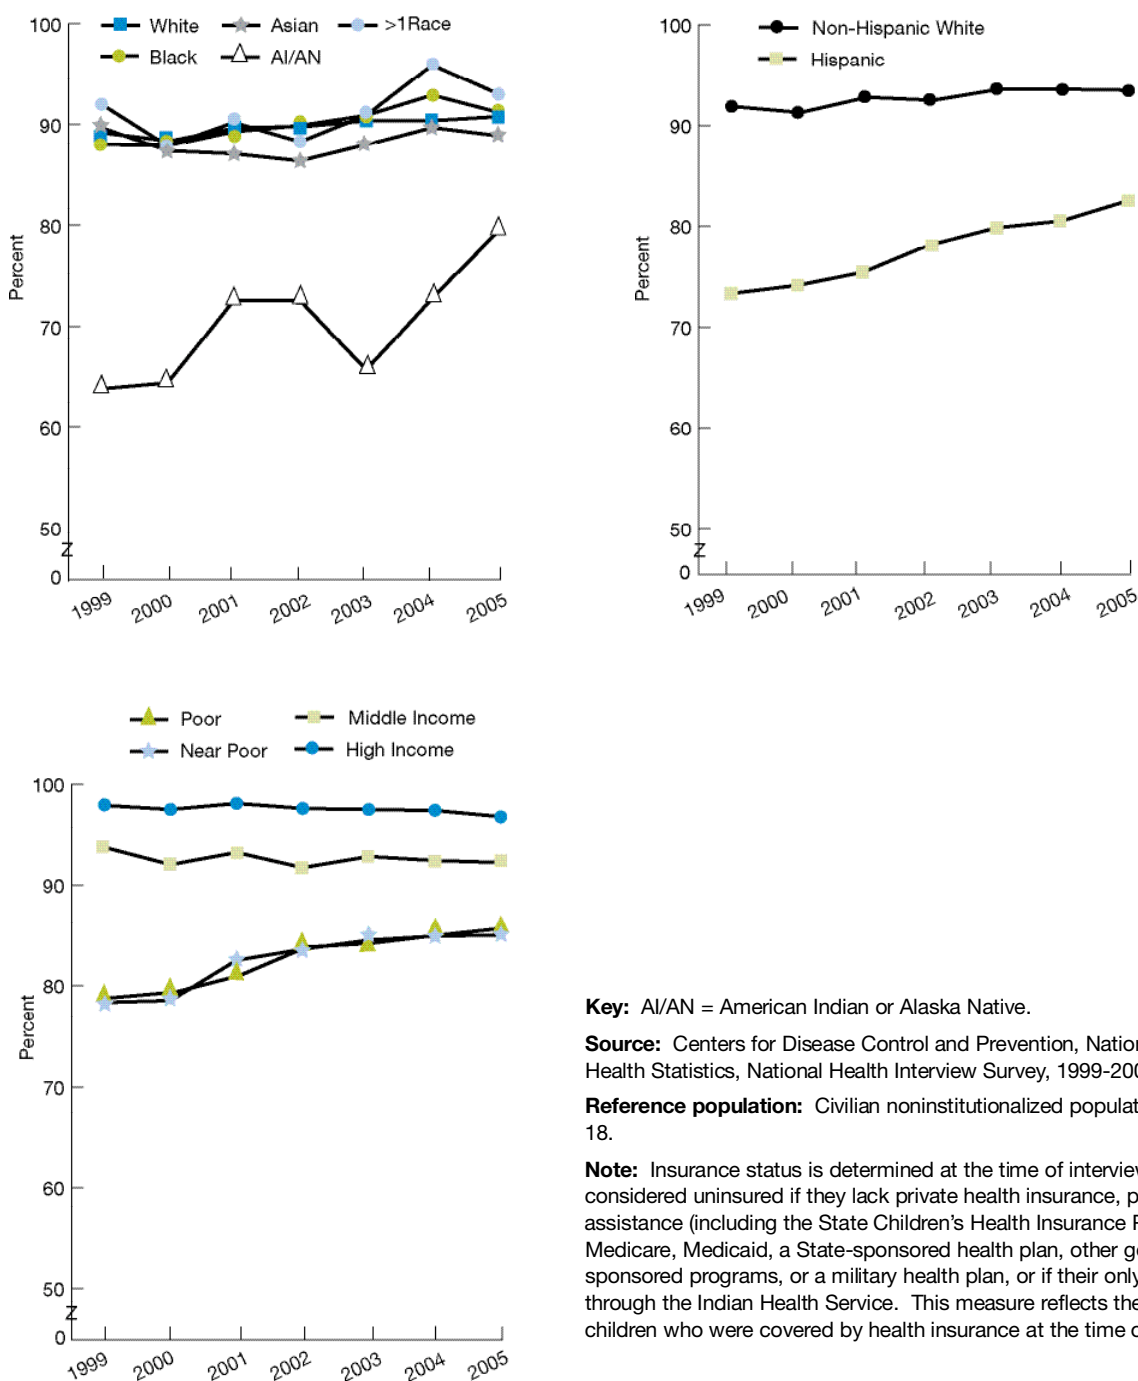 White
Asian
>1Race
Black
AI/AN
100
90
80
70
60
50
Z
0
Percent
1999
2000
2001
2002
2003
2004
2005
Non-Hispanic White
Hispanic
100
90
80
70
60
50
Z
0
Percent
1999
2000
2001
2002
2003
2004
2005
Poor
Middle Income
Near Poor
High Income
100
90
80
70
60
50
Z
0
Percent
1999
2000
2001
2002
2003
2004
2005
Key: AI/AN = American Indian or Alaska Native.
Source: Centers for Disease Control and Prevention, Nation
Health Statistics, National Health Interview Survey, 1999-200
Reference population: Civilian noninstitutionalized populat
18.
Note: Insurance status is determined at the time of interview
considered uninsured if they lack private health insurance, p
assistance (including the State Children's Health Insurance P
Medicare, Medicaid, a State-sponsored health plan, other go
sponsored programs, or a military health plan, or if their only
through the Indian Health Service. This measure reflects the
children who were covered by health insurance at the time o